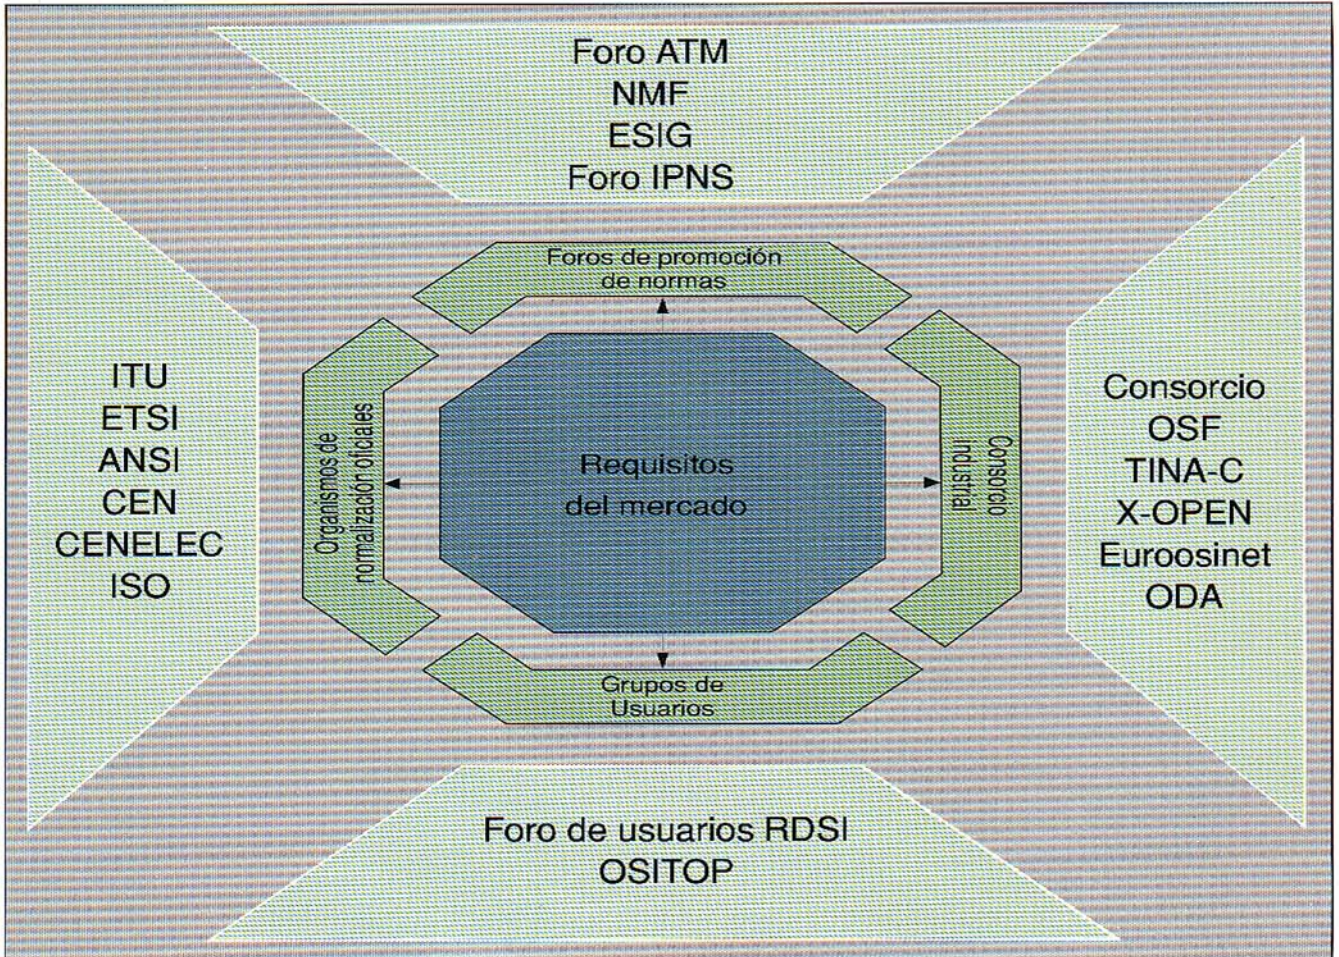 Foro ATM
NMF
ESIG
Foro IPNS
Foros de promoción
de normas
ITU
ETSI
ANSI
CEN
CENELEC
ISO
Organismos de
normalización oficiales
Requisitos
del mercado
Consorcio
industrial
Consorcio
OSF
TINA-C
X-OPEN
Euroosinet
ODA
Grupos de
Usuarios
Foro de usuarios RDSI
OSITOP